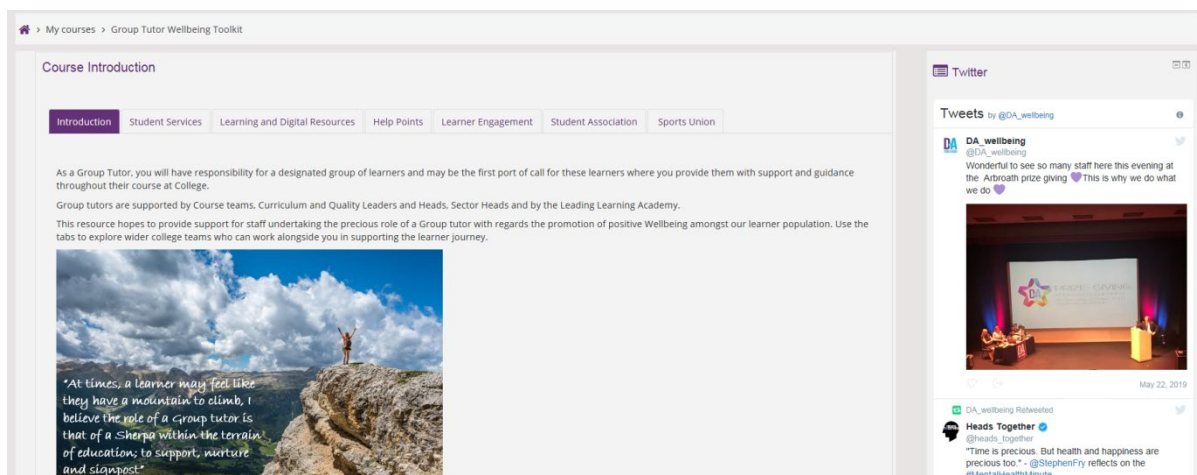 > My courses > Group Tutor Wellbeing Toolkit
Course Introduction
Introduction Student Services Learning and Digital Resources Help Points Learner Engagement Student Association Sports Union
As a Group Tutor, you will have responsibility for a designated group of learners and may be the first port of call for these learners where you provide them with support and guidance
throughout their course at College.
Group tutors are supported by Course teams, Curriculum and Quality Leaders and Heads, Sector Heads and by the Leading Learning Academy.
This resource hopes to provide support for staff undertaking the precious role of a Group tutor with regards the promotion of positive Wellbeing amongst our learner population. Use the
tabs to explore wider college teams who can work alongside you in supporting the learner journey.
"At times, a learner may feel like
they have a mountain to climb, I
believe the role of a Group tutor is
that of a Sherpa within the terrain
of education; to support, nurture
and signpost"
Twitter
Tweets by @DA_wellbeing
DA
DA_wellbeing
@DA_wellbeing
Wonderful to see so many staff here this evening at
the Arbroath prize giving 💜This is why we do what
we do 💜
DA PRIZE-GIVING
May 22, 2019
DA_wellbeing Retweeted
Heads Together
@heads_together
"Time is precious. But health and happiness are
precious too." - @StephenFry reflects on the
#MentalHealthMinute